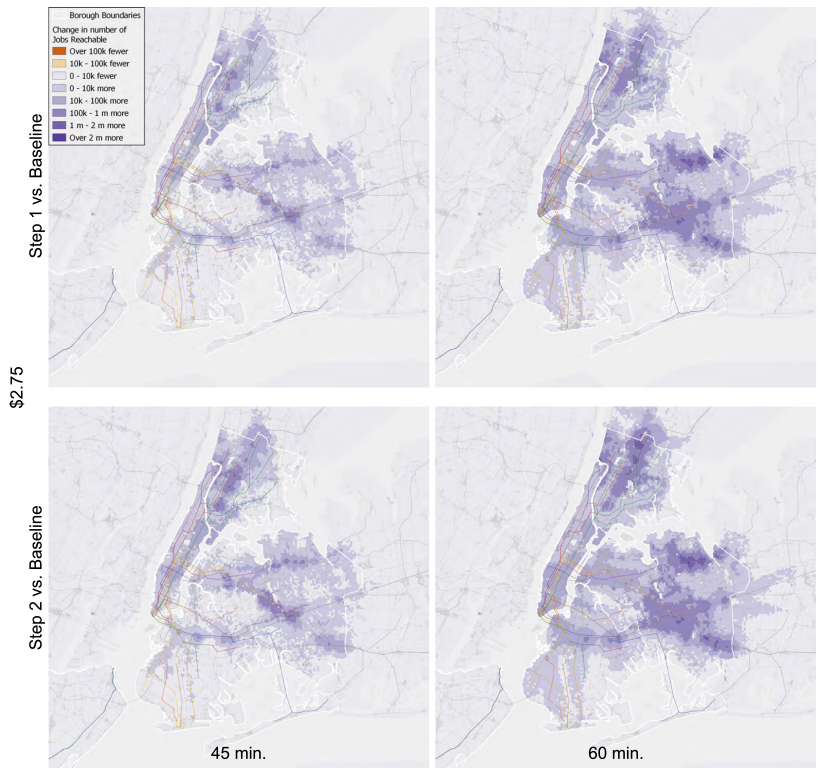 Borough Boundaries
Change in number of
Jobs Reachable
Over 100k fewer
10k - 100k fewer
0 - 10k fewer
0 - 10k more
10k - 100k more
100k - 1 m more
1 m - 2 m more
Over 2 m more
Step 1 vs. Baseline
$2.75
Step 2 vs. Baseline
45 min.
60 min.